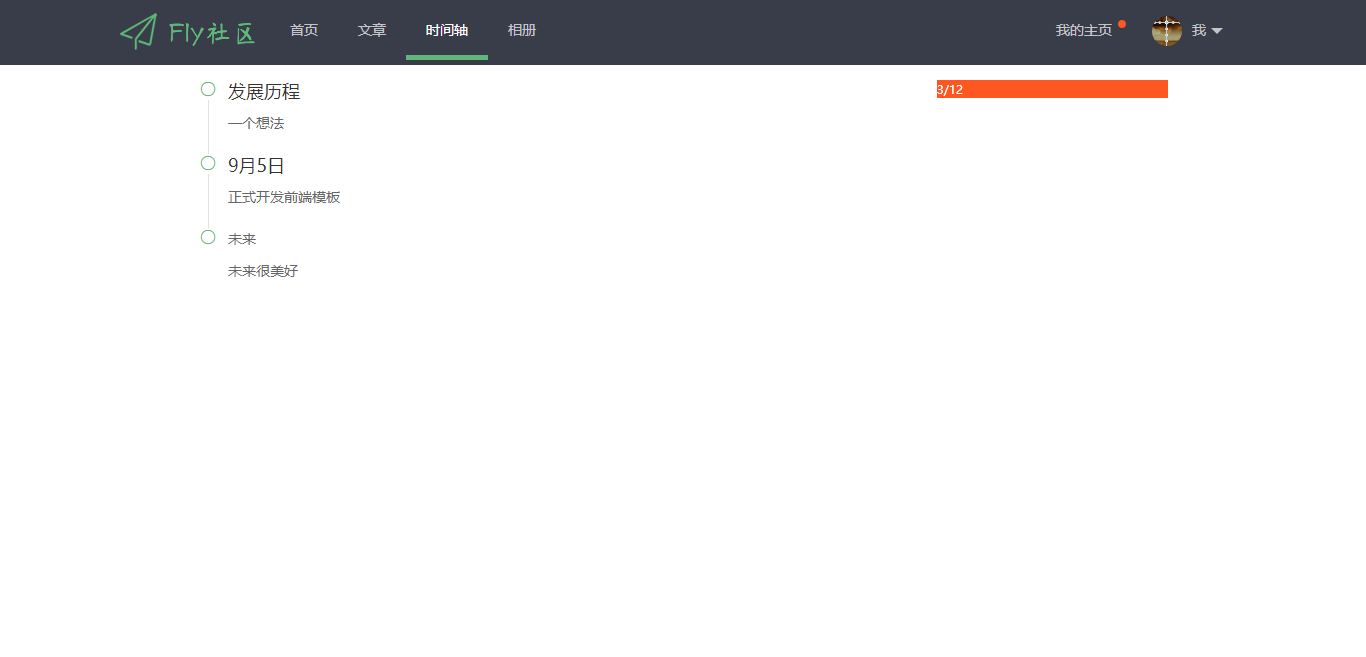 Fly社区 首页 文章 时间轴 相册 我的主页 我
发展历程
3/12
一个想法
9月5日
正式开发前端模板
未来
未来很美好